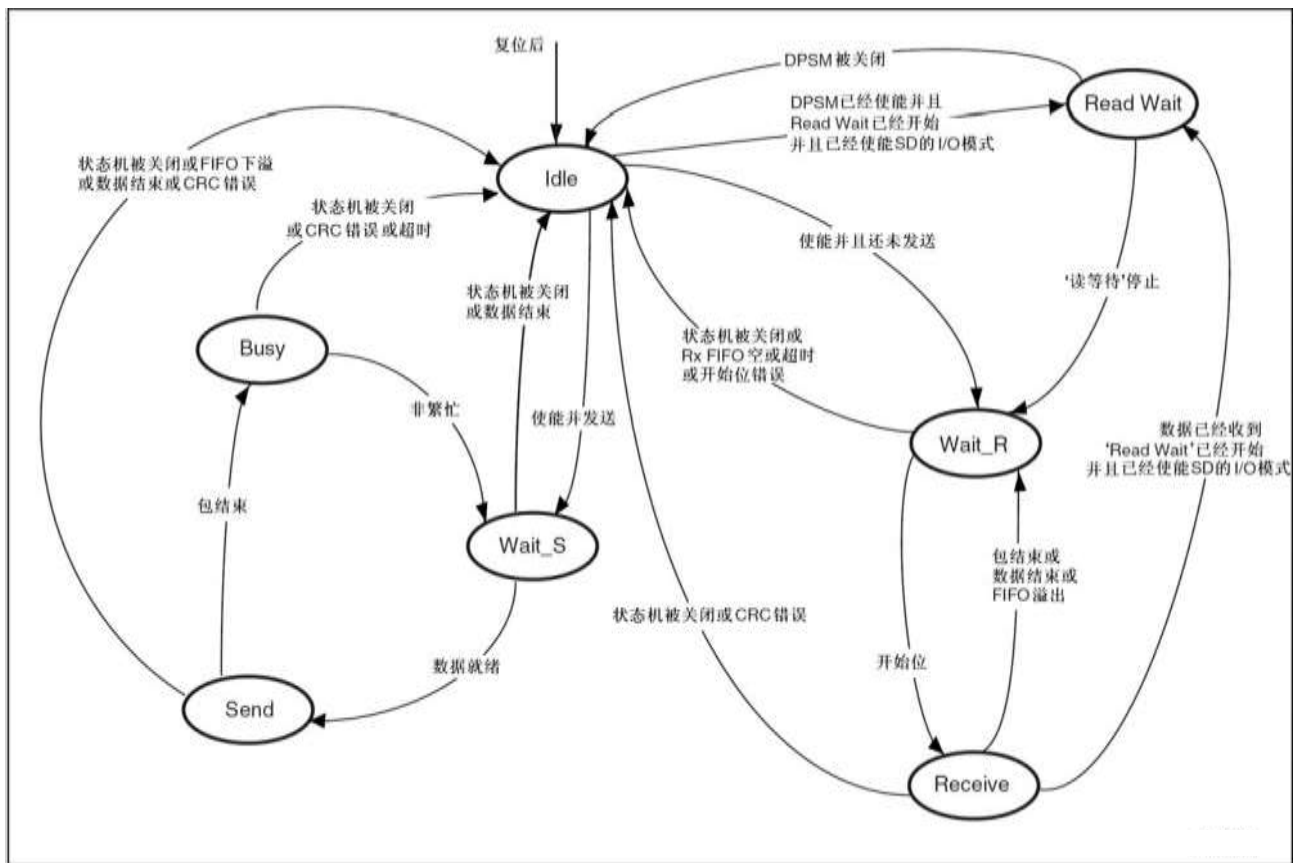 复位后
DPSM被关闭
Read Wait
DPSM已经使能并且
Read Wait已经开始
并且已经使能SD的I/O模式
状态机被关闭或FIFO下溢
或数据结束或CRC错误
Idle
状态机被关闭
或CRC错误或超时
使能并且还未发送
'读等待'停止
状态机被关闭
或数据结束
状态机被关闭或
Rx FIFO空或超时
或开始位错误
Busy
非繁忙
使能并发送
Wait_R
数据已经收到
'Read Wait'已经开始
并且已经使能SD的I/O模式
包结束
Wait_S
包结束或
数据结束或
FIFO溢出
状态机被关闭或CRC错误
开始位
数据就绪
Send
Receive